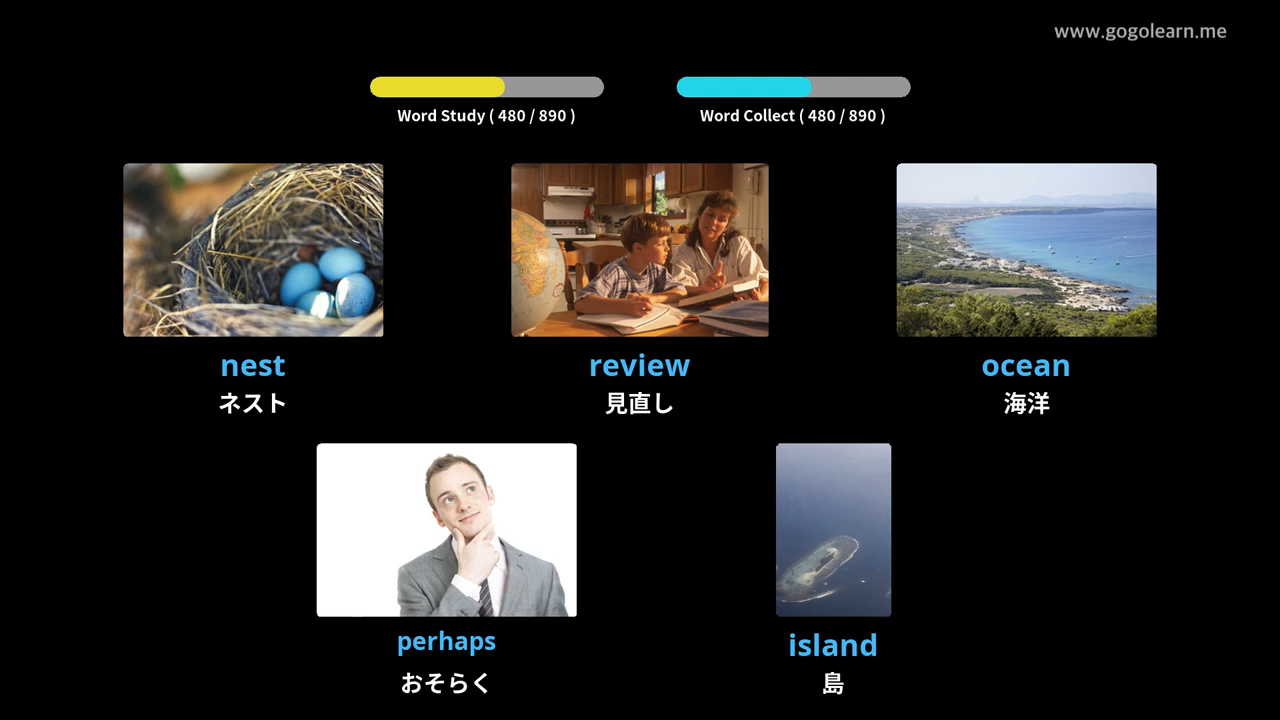 www.gogolearn.me
Word Study ( 480 / 890 )
Word Collect ( 480 / 890 )
nest
ネスト
review
見直し
ocean
海洋
perhaps
おそらく
island
島